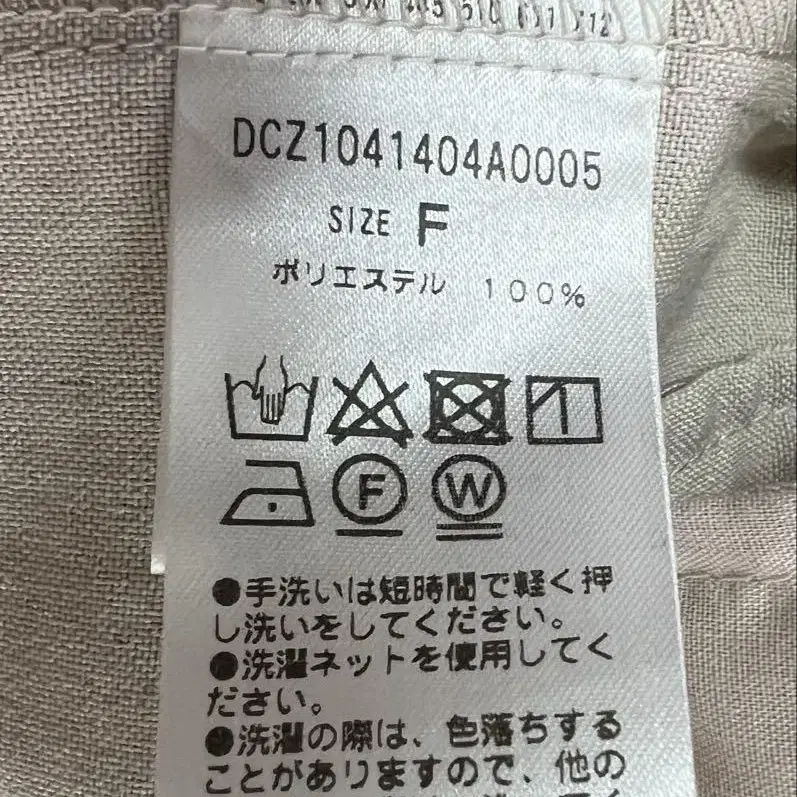 DCZ1041404A0005
SIZE F
ポリエステル 100%
F W
●手洗いは短時間で軽く押
し洗いをしてください。
●洗濯ネットを使用してく
ださい。
●洗濯の際は、色落ちする
ことがありますので、他の